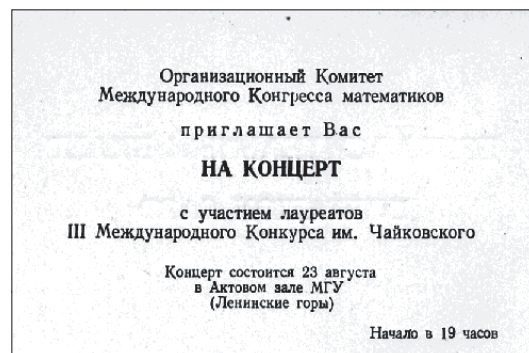 Организационный Комитет
Международного Конгресса математиков
приглашает Вас
НА КОНЦЕРТ
с участием лауреатов
III Международного Конкурса им. Чайковского
Концерт состоится 23 августа
в Актовом зале МГУ
(Ленинские горы)
Начало в 19 часов